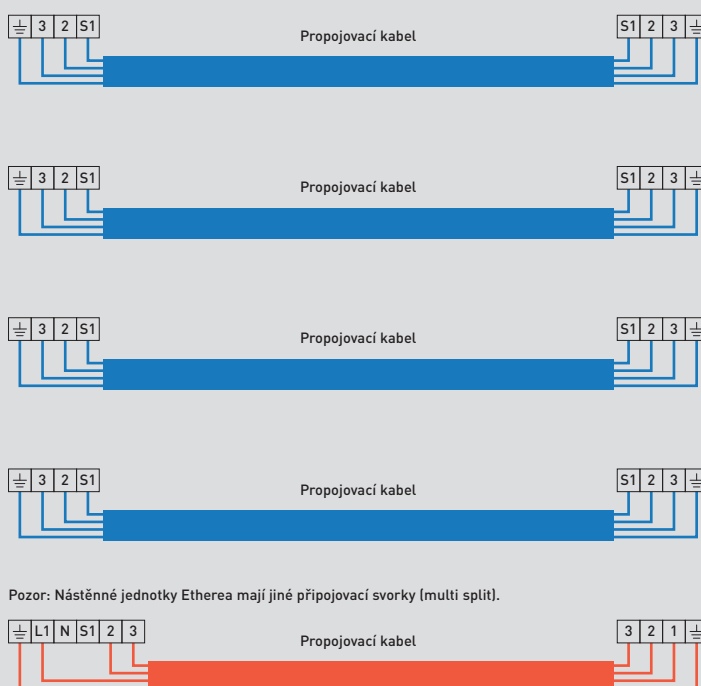 ⏚ 3 2 S1 Propojovací kabel S1 2 3 ⏚
⏚ 3 2 S1 Propojovací kabel S1 2 3 ⏚
⏚ 3 2 S1 Propojovací kabel S1 2 3 ⏚
⏚ 3 2 S1 Propojovací kabel S1 2 3 ⏚
Pozor: Nástěnné jednotky Etherea mají jiné připojovací svorky (multi split).
⏚ L1 N S1 2 3 Propojovací kabel 3 2 1 ⏚